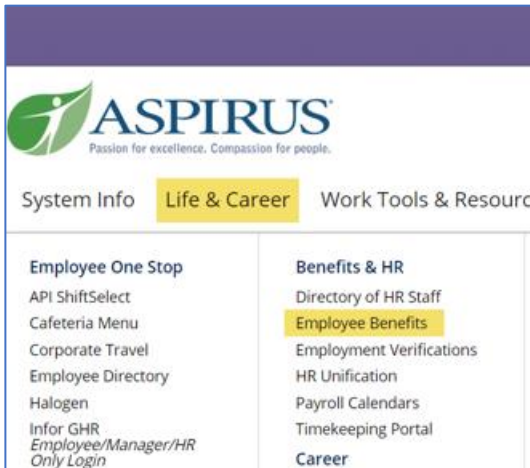 ASPIRUS
Passion for excellence. Compassion for people.
System Info Life & Career Work Tools & Resourc
Employee One Stop
API ShiftSelect
Cafeteria Menu
Corporate Travel
Employee Directory
Halogen
Infor GHR
Employee/Manager/HR
Only Login
Benefits & HR
Directory of HR Staff
Employee Benefits
Employment Verifications
HR Unification
Payroll Calendars
Timekeeping Portal
Career